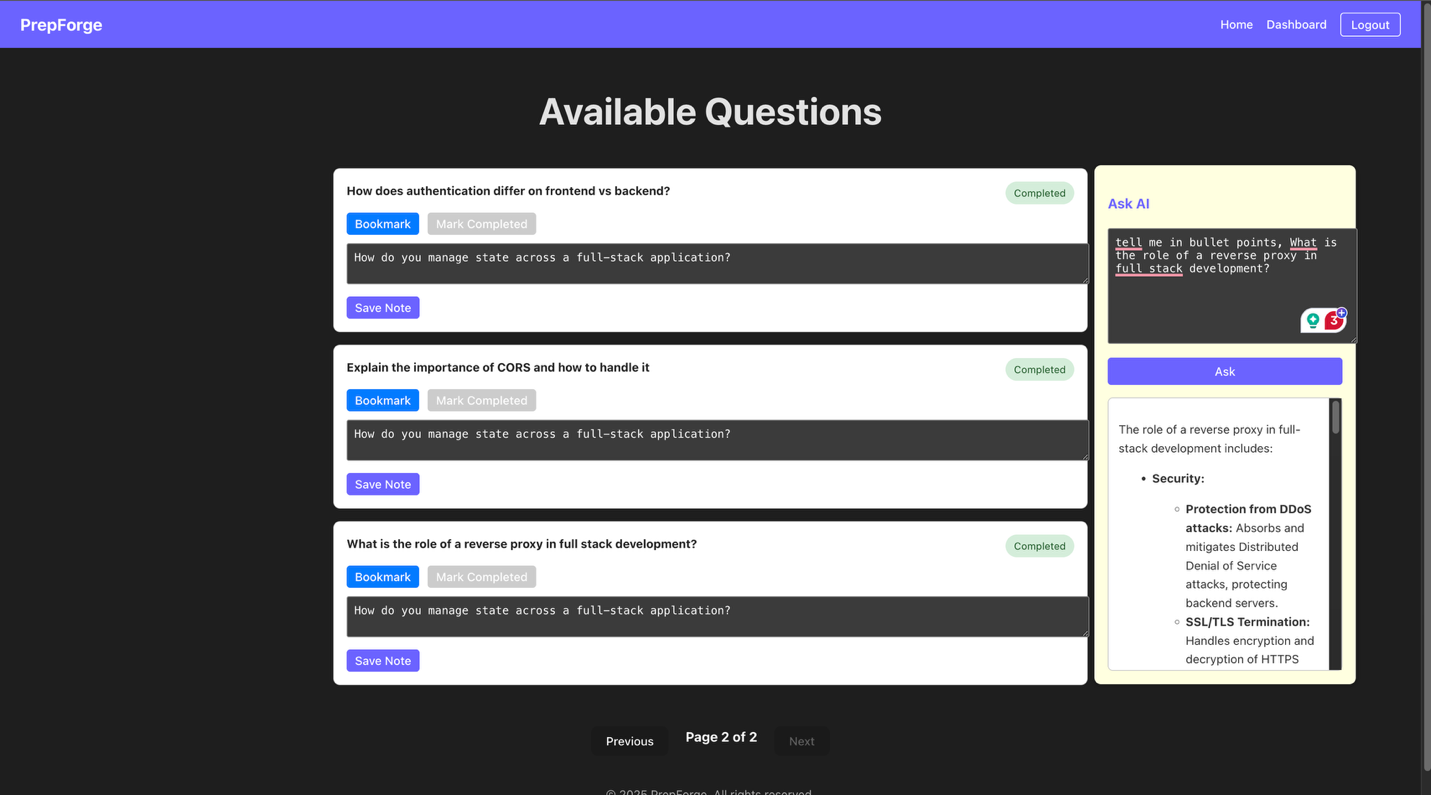 PrepForge
Home Dashboard Logout
Available Questions
How does authentication differ on frontend vs backend?
Completed
Bookmark Mark Completed
How do you manage state across a full-stack application?
Save Note
Explain the importance of CORS and how to handle it
Completed
Bookmark Mark Completed
How do you manage state across a full-stack application?
Save Note
What is the role of a reverse proxy in full stack development?
Completed
Bookmark Mark Completed
How do you manage state across a full-stack application?
Save Note
Ask AI
tell me in bullet points, What is
the role of a reverse proxy in
full stack development?
3
Ask
The role of a reverse proxy in full-
stack development includes:
• Security:
◦ Protection from DDoS
attacks: Absorbs and
mitigates Distributed
Denial of Service
attacks, protecting
backend servers.
◦ SSL/TLS Termination:
Handles encryption and
decryption of HTTPS
Previous Page 2 of 2 Next
© 2025 PrepForge. All rights reserved.